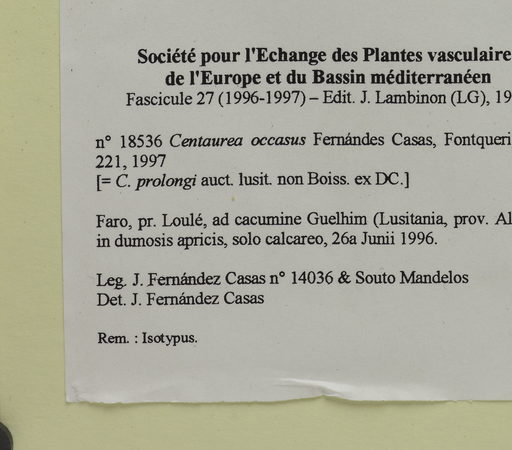 Société pour l'Echange des Plantes vasculaire
de l'Europe et du Bassin méditerranéen
Fascicule 27 (1996-1997) – Edit. J. Lambinon (LG), 19
n° 18536 Centaurea occasus Fernándes Casas, Fontqueri
221, 1997
[= C. prolongi auct. lusit. non Boiss. ex DC.]
Faro, pr. Loulé, ad cacumine Guelhim (Lusitania, prov. Al
in dumosis apricis, solo calcareo, 26a Junii 1996.
Leg. J. Fernández Casas n° 14036 & Souto Mandelos
Det. J. Fernández Casas
Rem. : Isotypus.